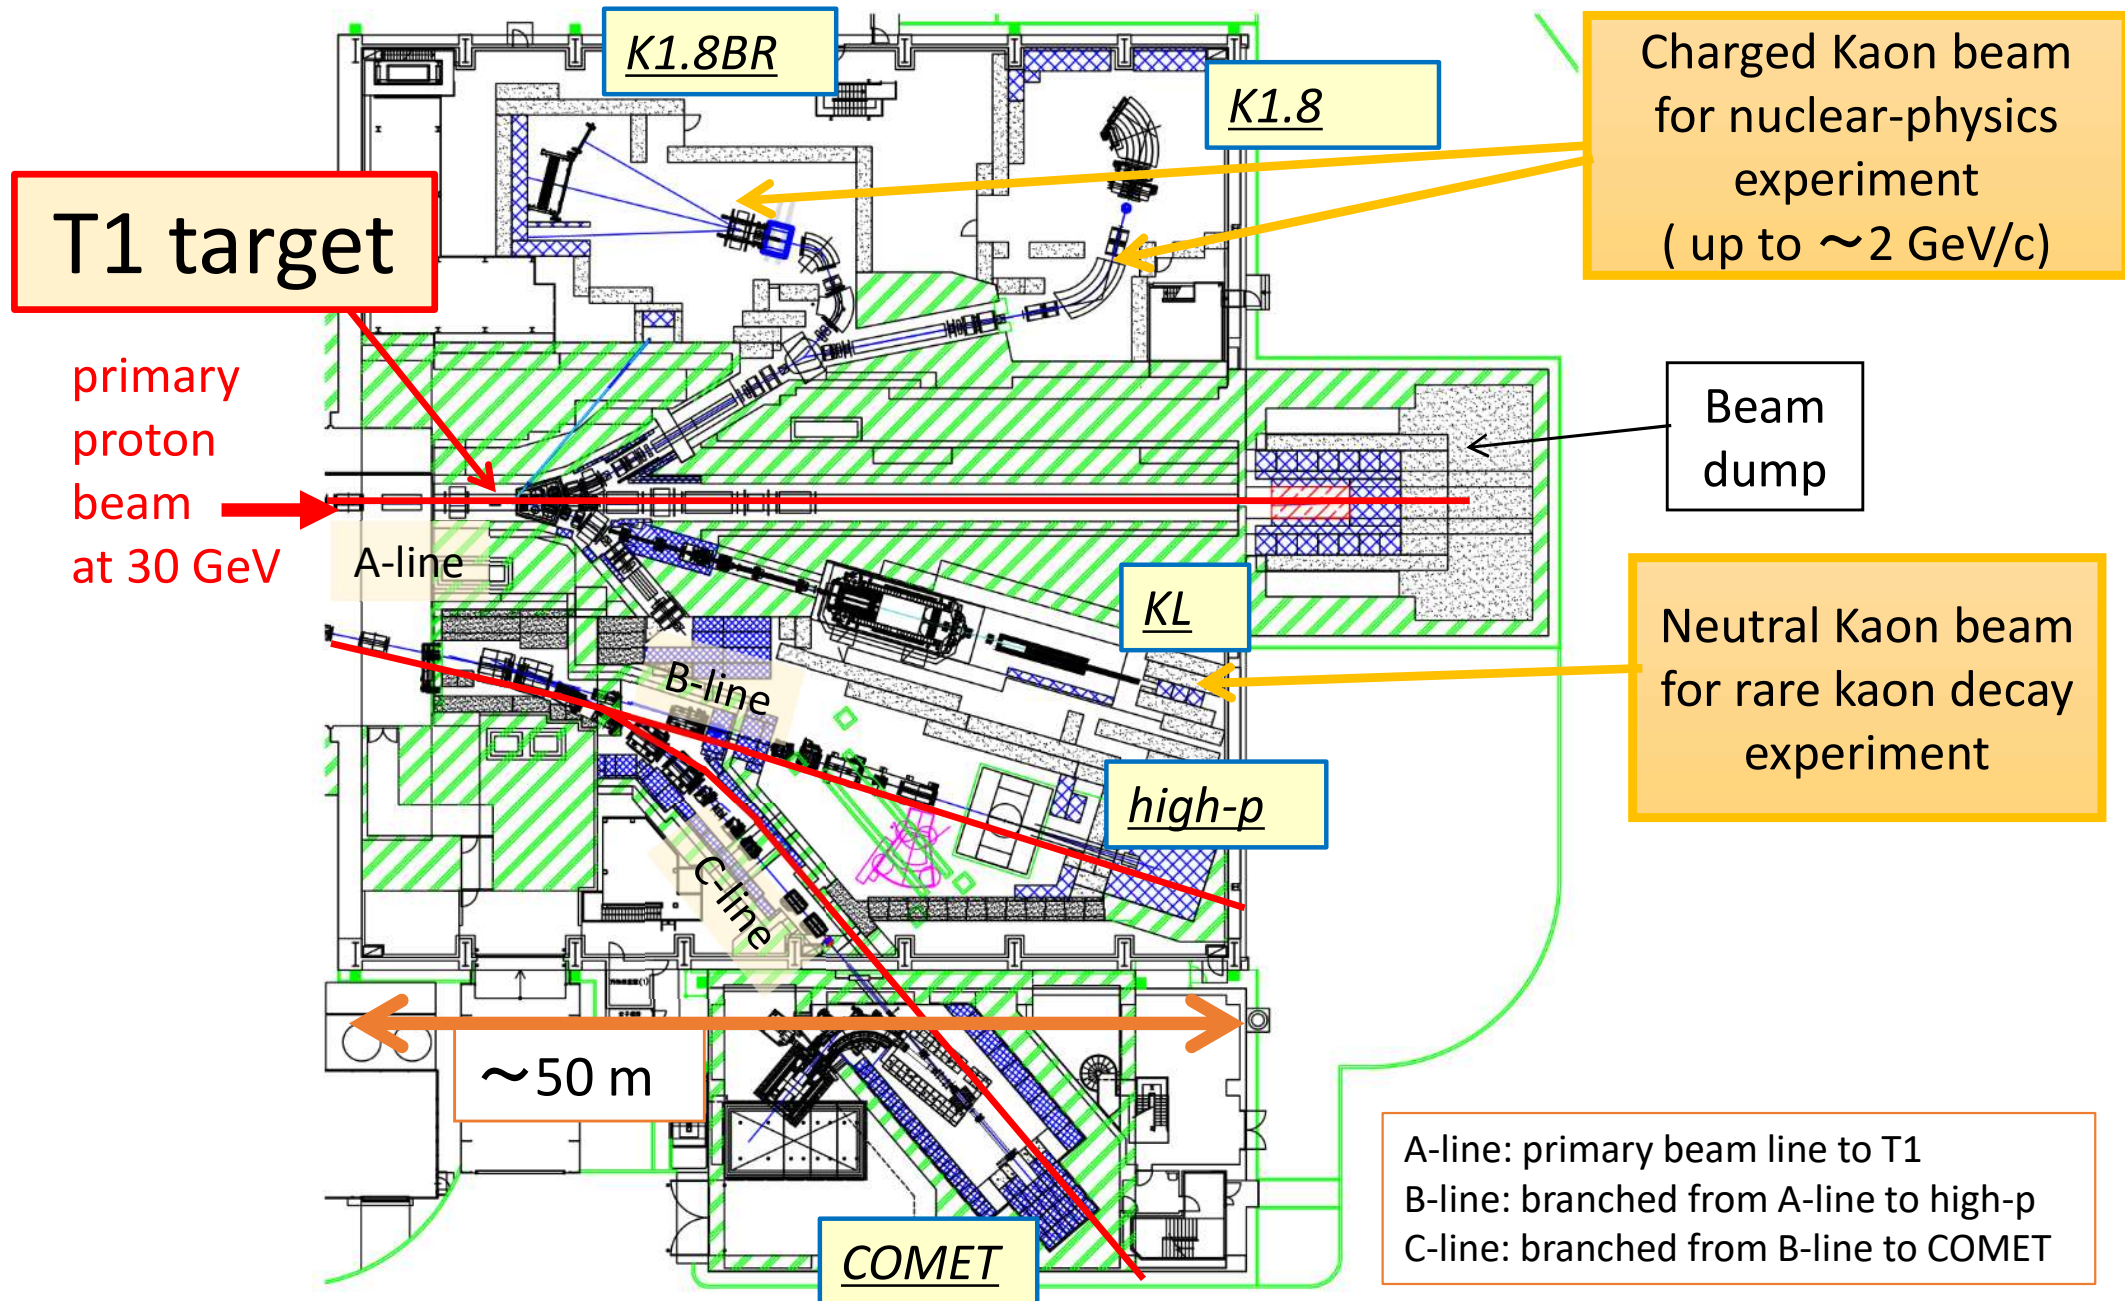 K1.8BR
K1.8
Charged Kaon beam
for nuclear-physics
experiment
( up to ～2 GeV/c)
T1 target
primary
proton
beam
at 30 GeV
A-line
Beam
dump
KL
Neutral Kaon beam
for rare kaon decay
experiment
B-line
high-p
C-line
～50 m
COMET
A-line: primary beam line to T1
B-line: branched from A-line to high-p
C-line: branched from B-line to COMET